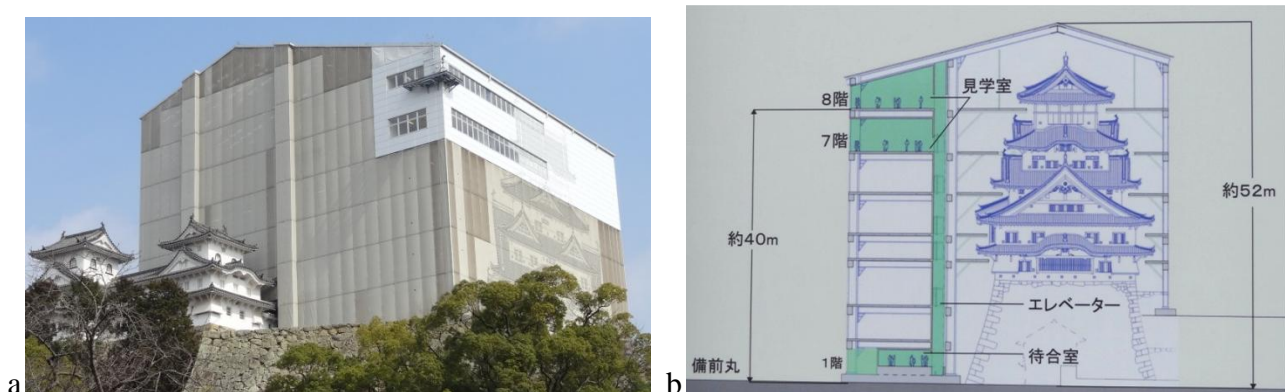 a
b
見学室
8階
7階
約52m
約40m
エレベーター
待合室
備前丸
1階